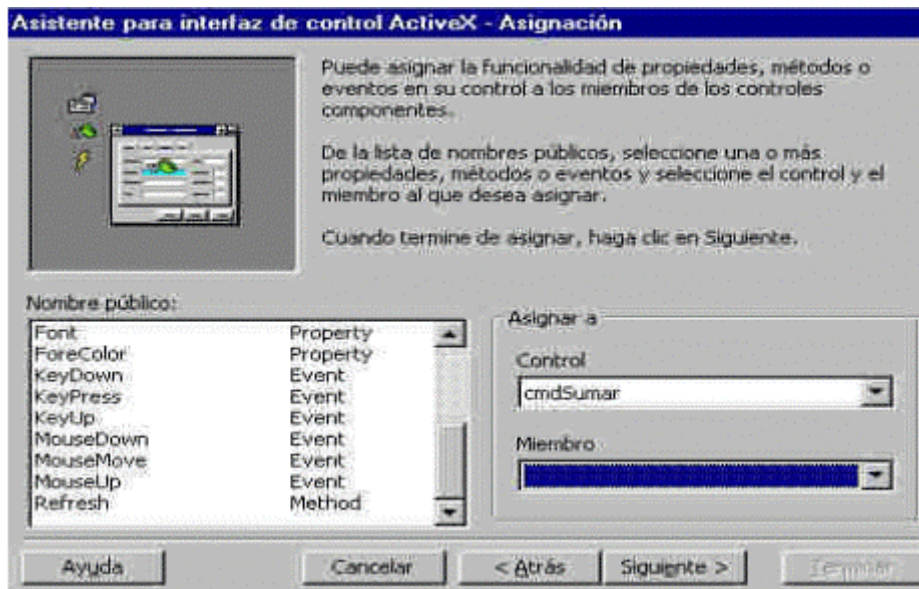 Asistente para interfaz de control ActiveX - Asignación
Puede asignar la funcionalidad de propiedades, métodos o
eventos en su control a los miembros de los controles
componentes.
De la lista de nombres públicos, seleccione una o más
propiedades, métodos o eventos y seleccione el control y el
miembro al que desea asignar.
Cuando termine de asignar, haga clic en Siguiente.
Nombre público:
Font Property
ForeColor Property
KeyDown Event
KeyPress Event
KeyUp Event
MouseDown Event
MouseMove Event
MouseUp Event
Refresh Method
Asignar a
Control
cmdSumar
Miembro
Ayuda
Cancelar
< Atrás
Siguiente >
Terminar